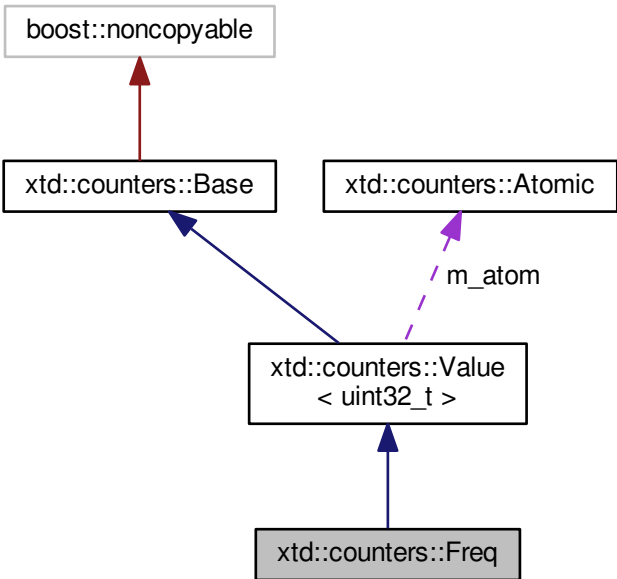 boost::noncopyable
xtd::counters::Base
xtd::counters::Atomic
m_atom
xtd::counters::Value
< uint32_t >
xtd::counters::Freq